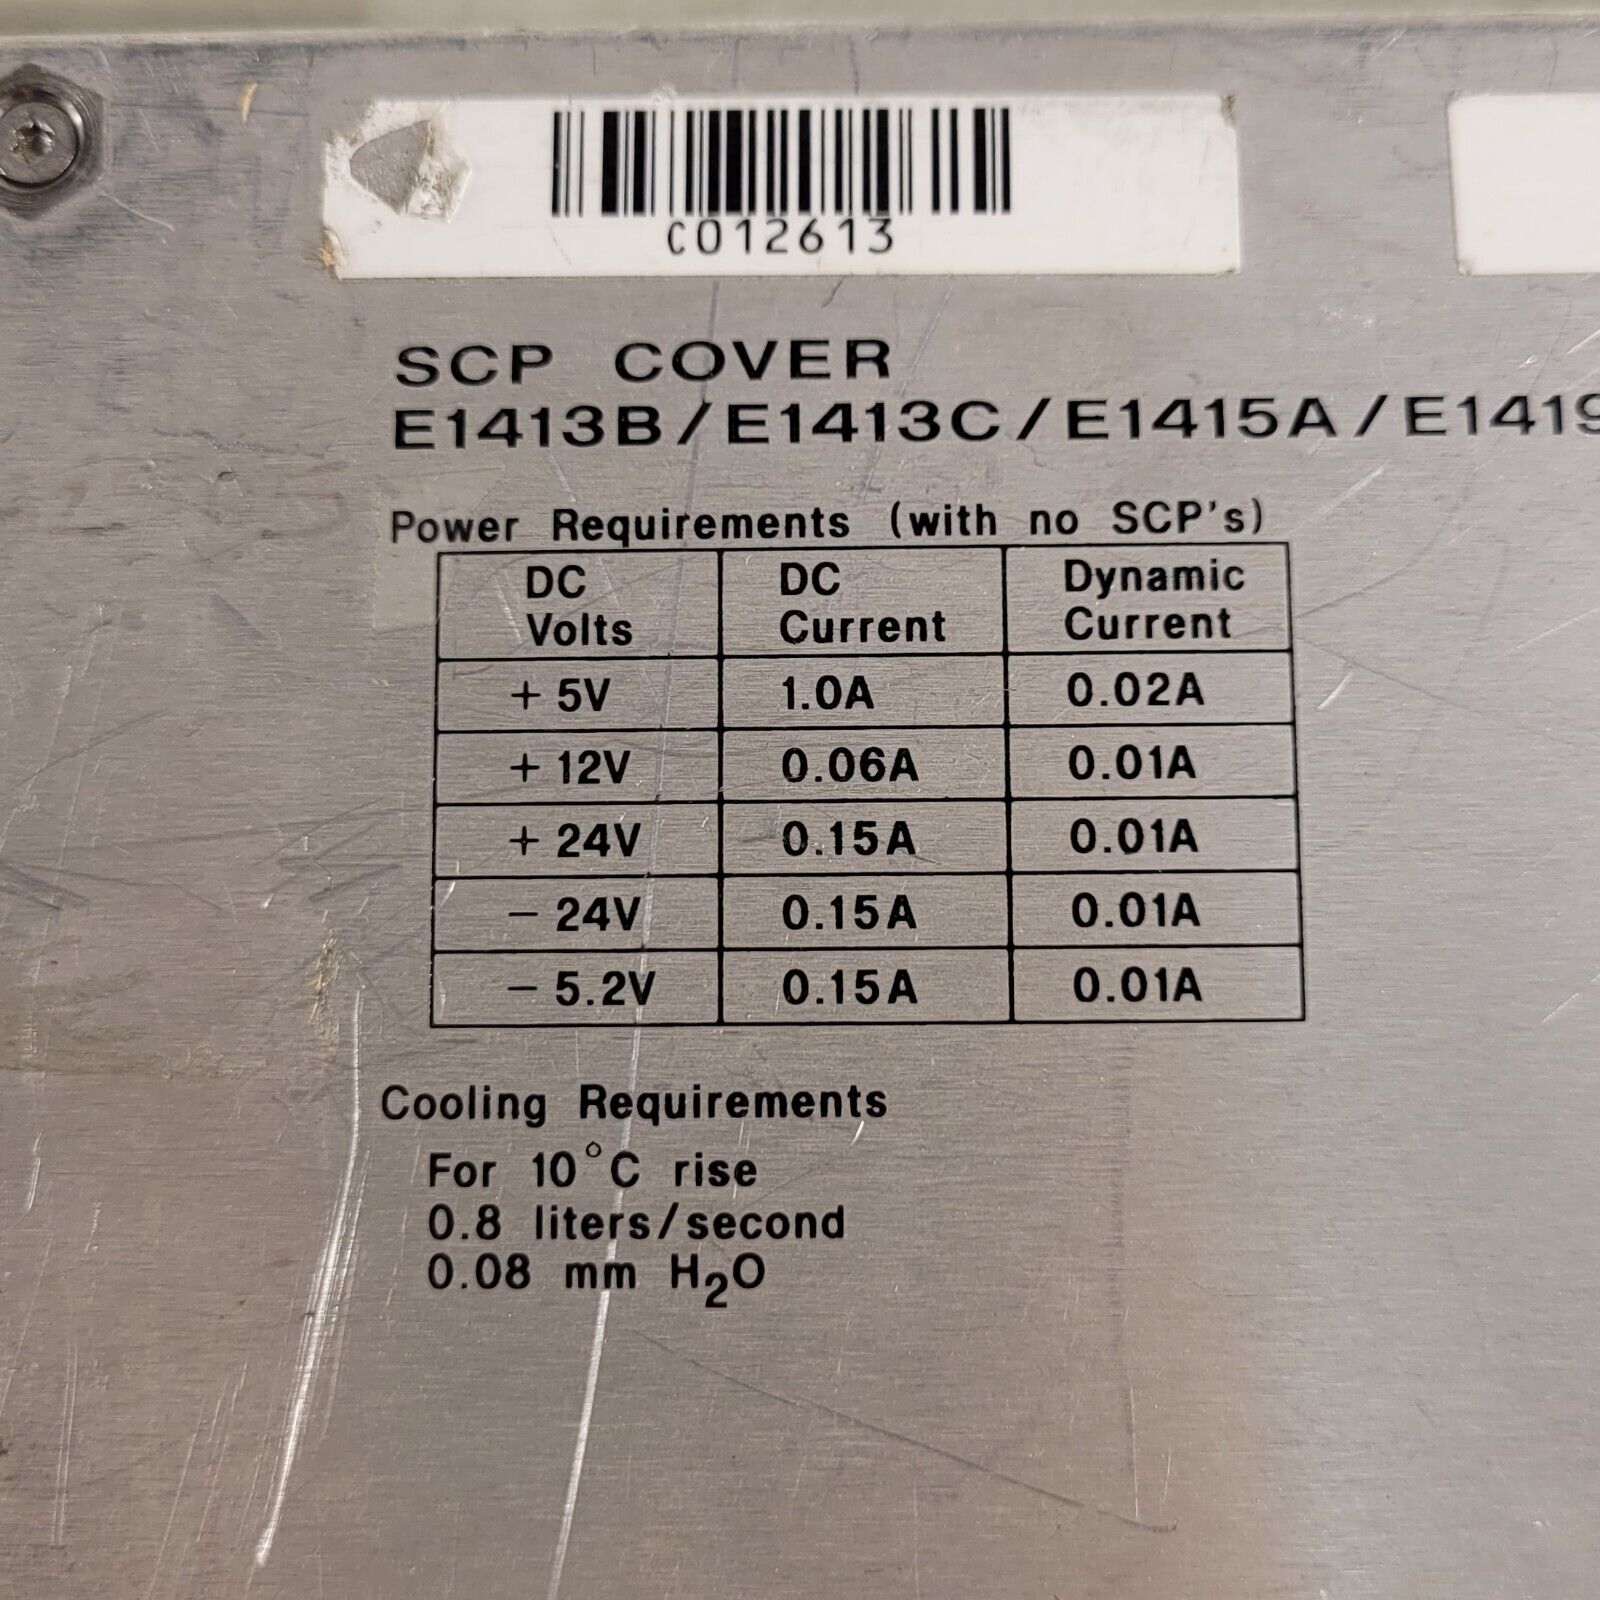 C012613
SCP COVER
E1413B/E1413C/E1415A/E1419
Power Requirements (with no SCP's)
DC Volts DC Current Dynamic Current
+ 5V 1.0A 0.02A
+ 12V 0.06A 0.01A
+ 24V 0.15A 0.01A
− 24V 0.15A 0.01A
− 5.2V 0.15A 0.01A
Cooling Requirements
For 10°C rise
0.8 liters/second
0.08 mm H₂O